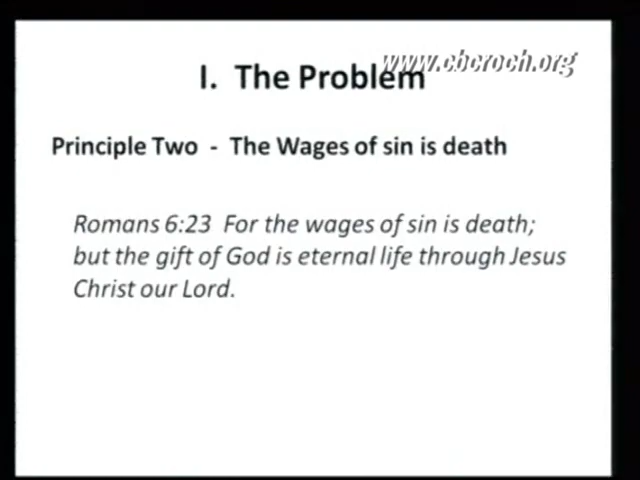 www.cbcroch.org
I. The Problem
Principle Two - The Wages of sin is death
Romans 6:23 For the wages of sin is death;
but the gift of God is eternal life through Jesus
Christ our Lord.